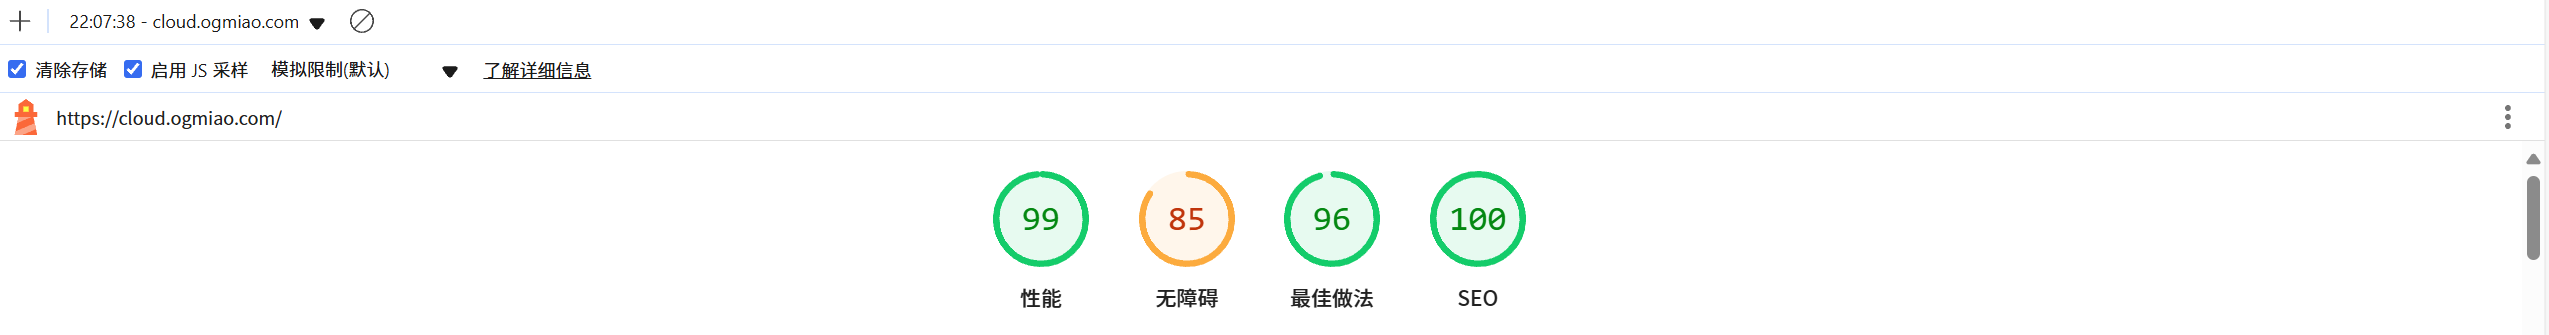 22:07:38 - cloud.ogmiao.com
清除存储 启用 JS 采样 模拟限制(默认) 了解详细信息
https://cloud.ogmiao.com/
99 85 96 100
性能 无障碍 最佳做法 SEO